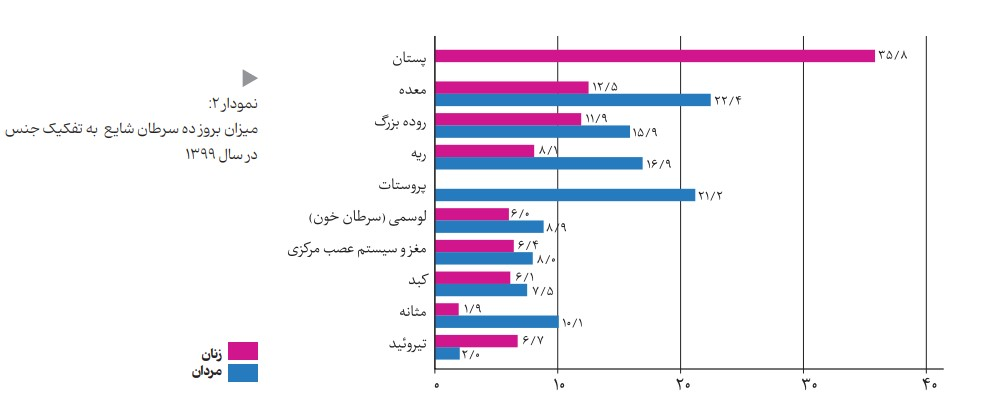 نمودار ۲:
میزان بروز ده سرطان شایع به تفکیک جنس
در سال ۱۳۹۹
پستان ۳۵/۸
معده ۱۲/۵ ۲۲/۴
روده بزرگ ۱۱/۹ ۱۵/۹
ریه ۸/۱ ۱۶/۹
پروستات ۲۱/۲
لوسمی (سرطان خون) ۶/۰ ۸/۹
مغز و سیستم عصب مرکزی ۶/۴ ۸/۰
کبد ۶/۱ ۷/۵
مثانه ۱/۹ ۱۰/۱
تیروئید ۶/۷ ۲/۰
۰ ۱۰ ۲۰ ۳۰ ۴۰
زنان
مردان